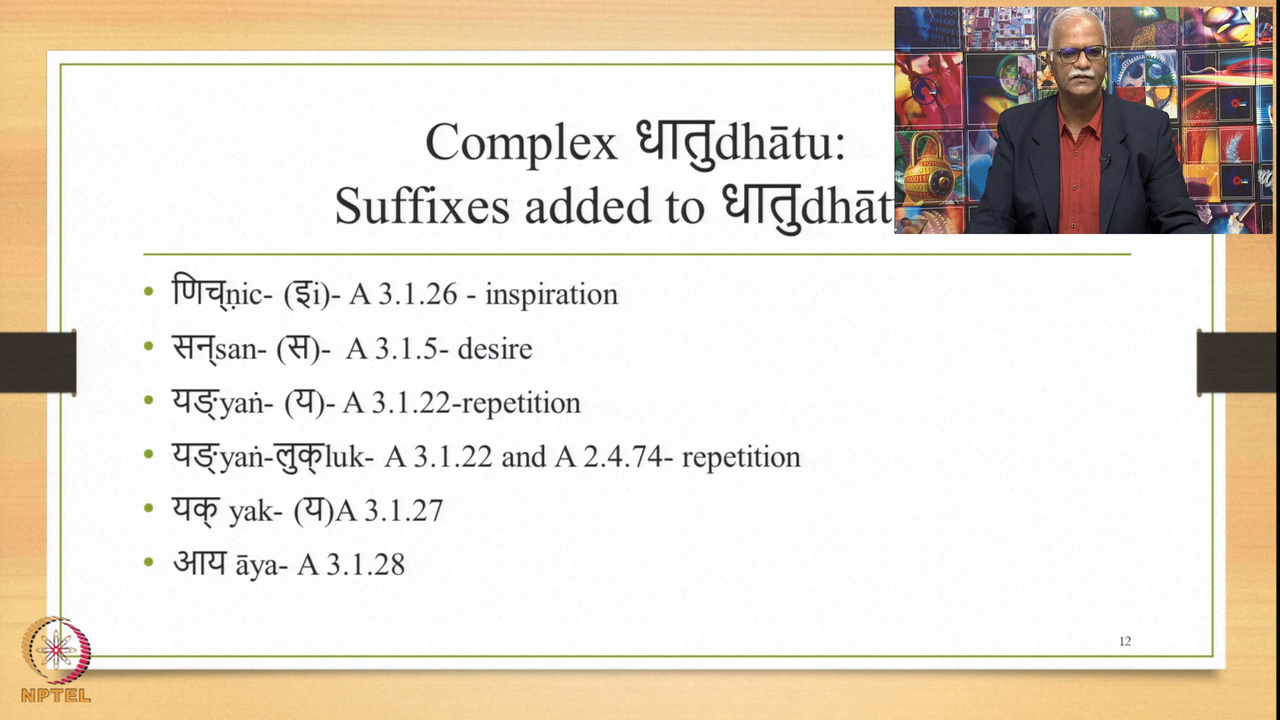 Complex धातुdhātu:
Suffixes added to धातुdhāt
• णिच्ṇic- (इi)- A 3.1.26 - inspiration
• सन्san- (स)- A 3.1.5- desire
• यङ्yaṅ- (य)- A 3.1.22-repetition
• यङ्yaṅ-लुक्luk- A 3.1.22 and A 2.4.74- repetition
• यक् yak- (य)A 3.1.27
• आय āya- A 3.1.28
12
NPTEL